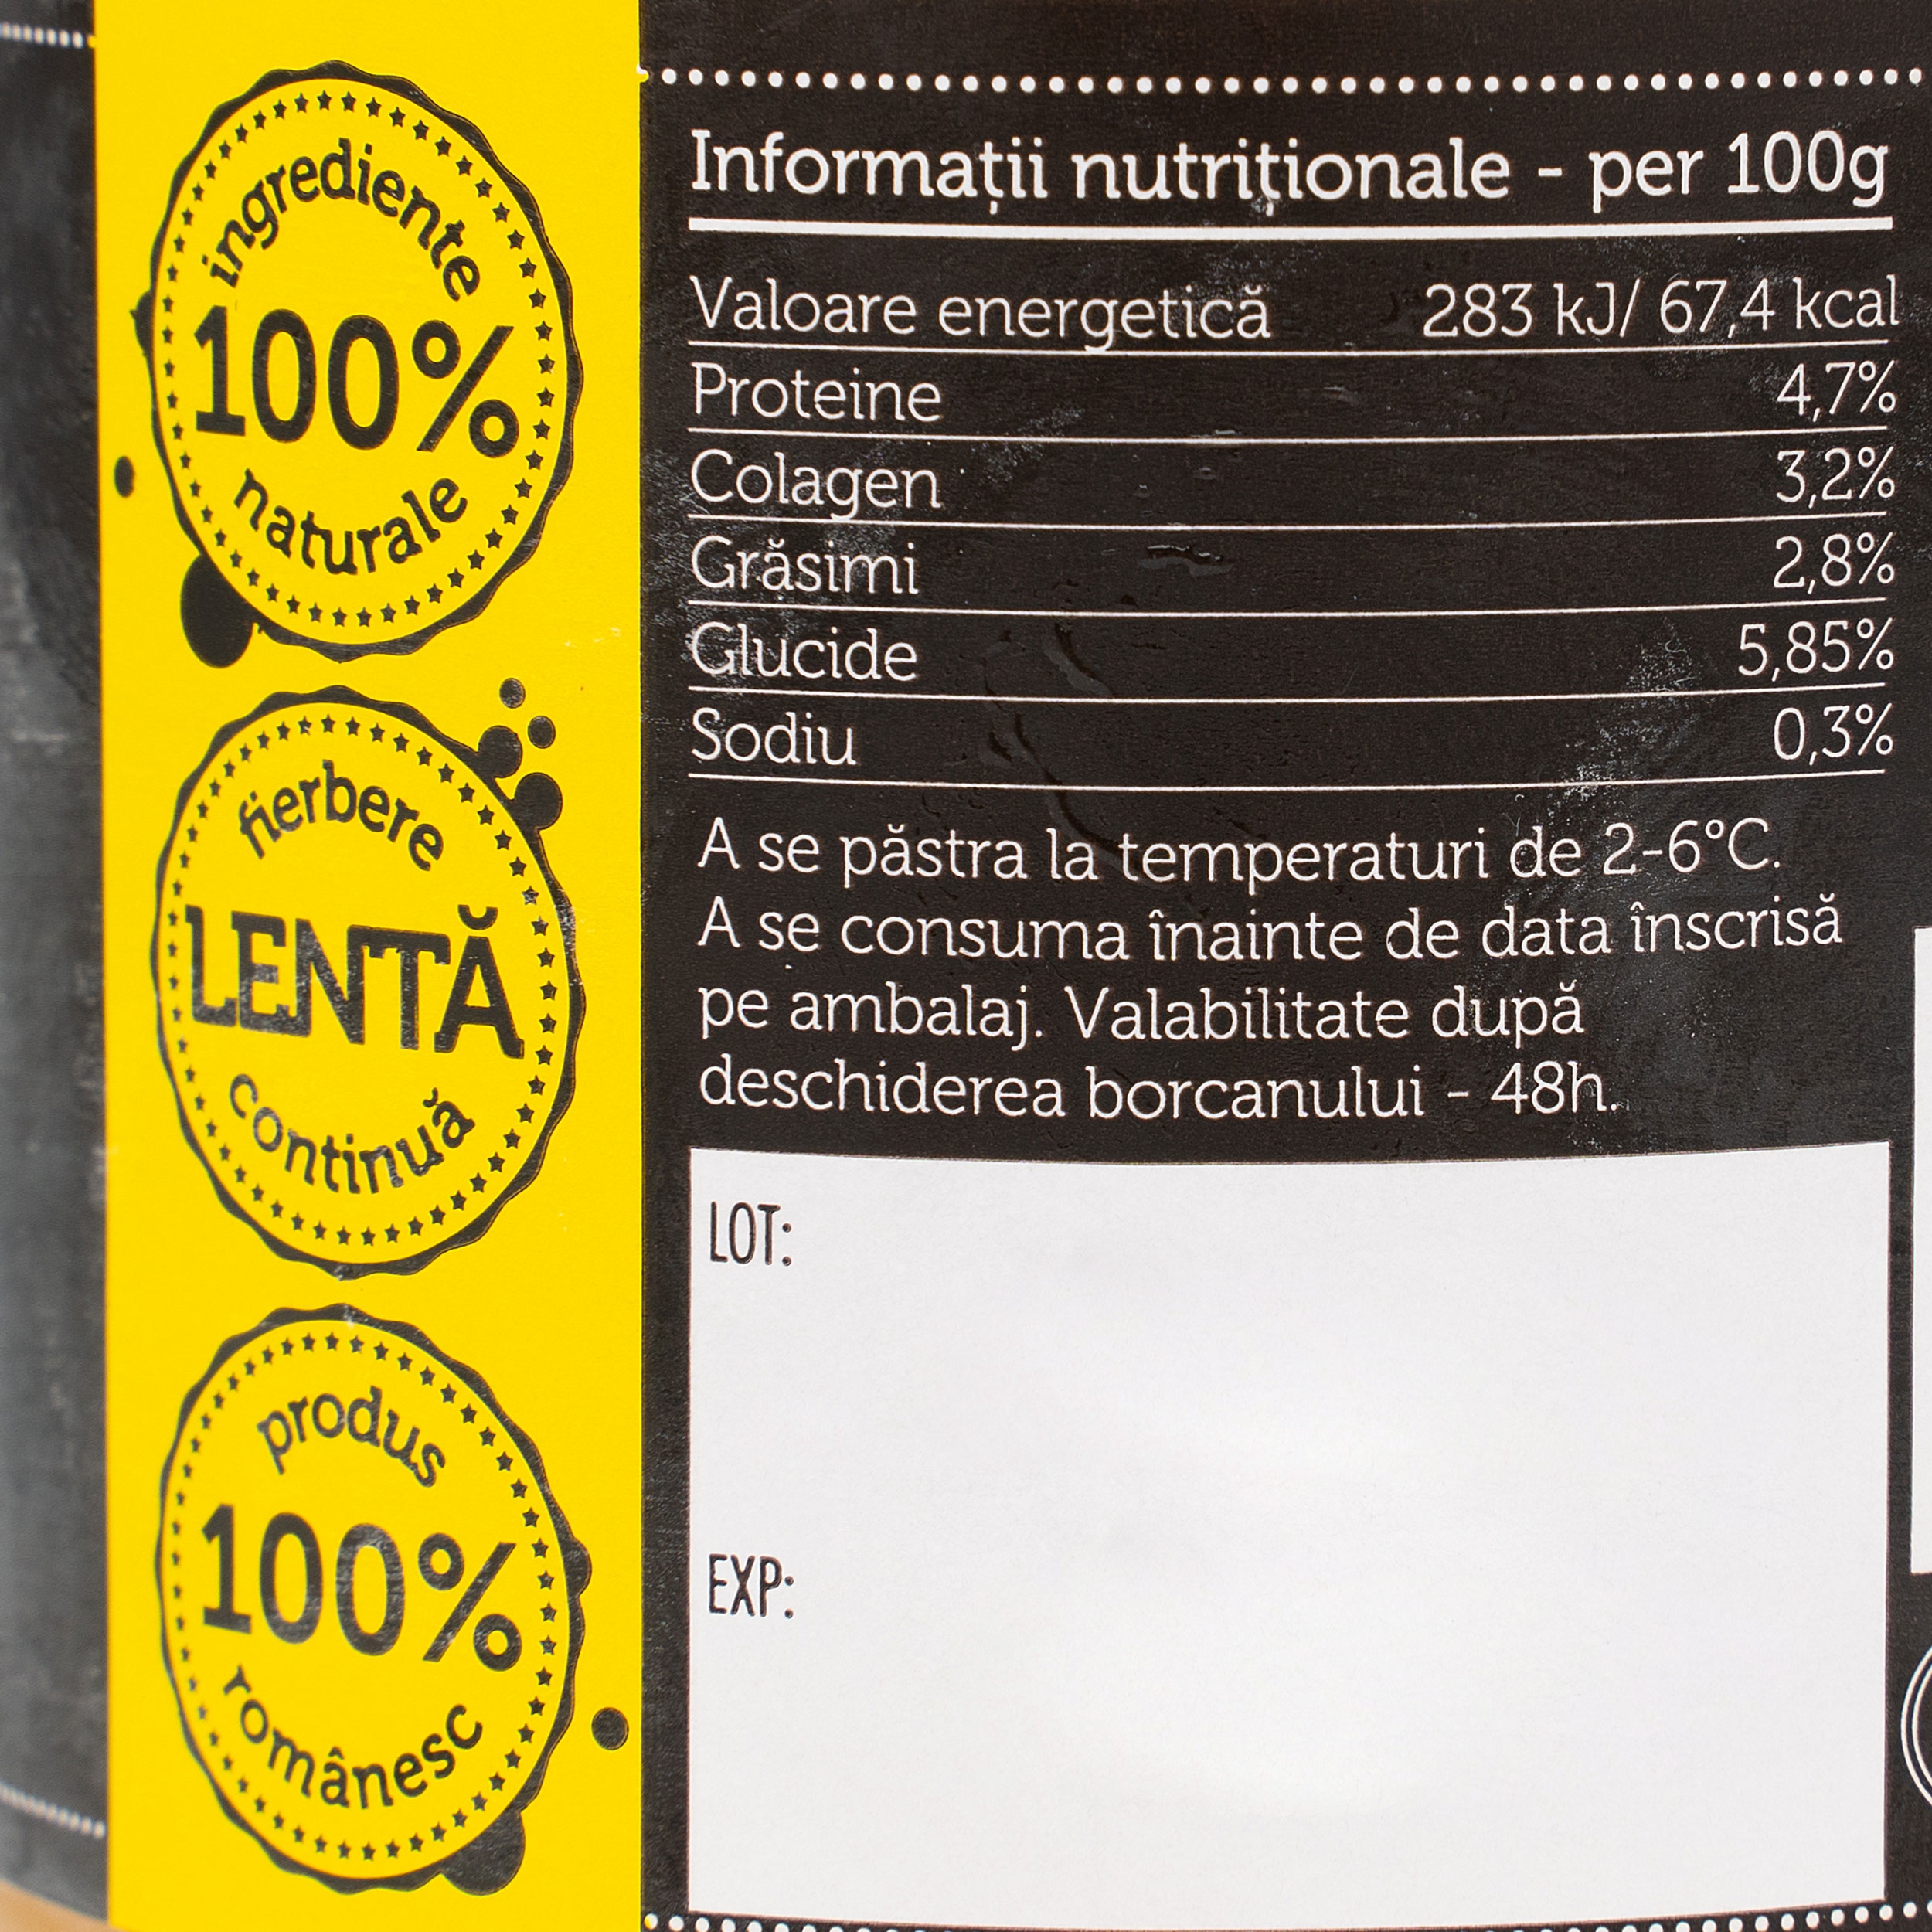 ingrediente
100%
naturale
fierbere
LENTĂ
continuă
produs
100%
românesc
Informații nutriționale - per 100g
Valoare energetică 283 kJ/ 67,4 kcal
Proteine 4,7%
Colagen 3,2%
Grăsimi 2,8%
Glucide 5,85%
Sodiu 0,3%
A se păstra la temperaturi de 2-6°C.
A se consuma înainte de data înscrisă
pe ambalaj. Valabilitate după
deschiderea borcanului - 48h.
LOT:
EXP: